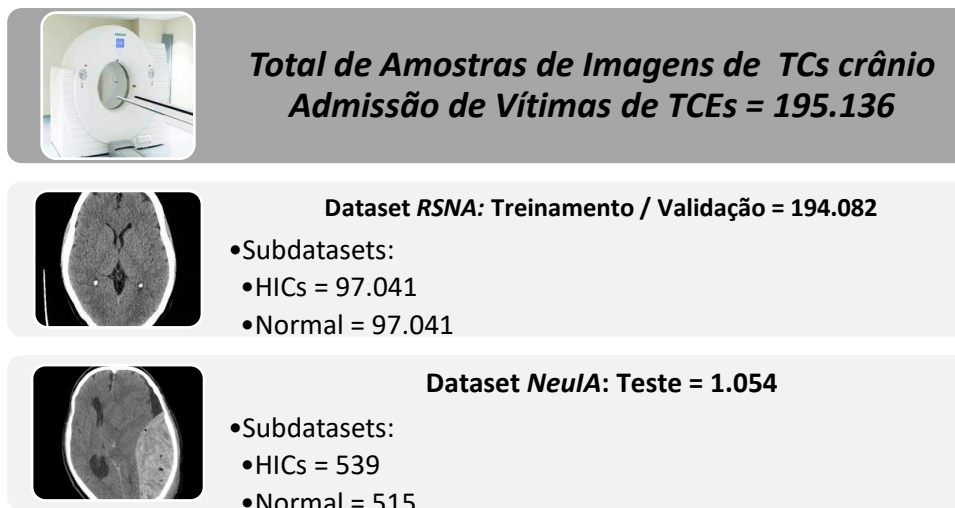 Total de Amostras de Imagens de TCs crânio
Admissão de Vítimas de TCEs = 195.136
Dataset RSNA: Treinamento / Validação = 194.082
•Subdatasets:
•HICs = 97.041
•Normal = 97.041
Dataset NeuIA: Teste = 1.054
•Subdatasets:
•HICs = 539
•Normal = 515